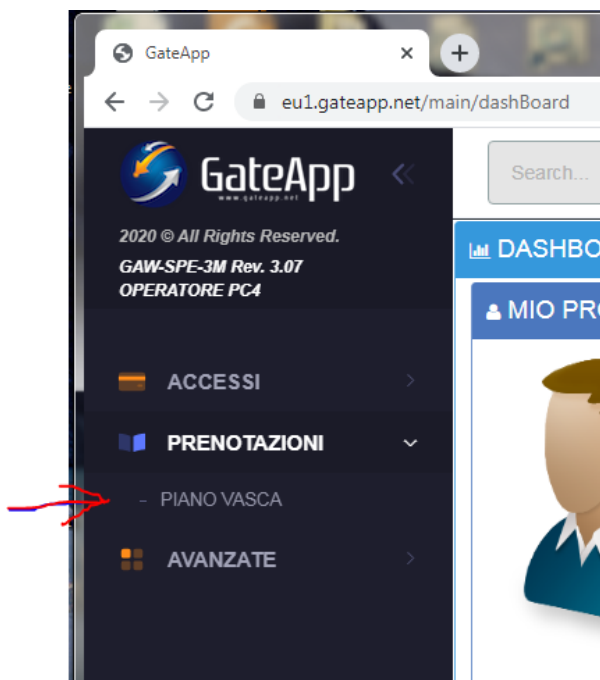 GateApp
eu1.gateapp.net/main/dashBoard
GateApp
www.gateapp.net
Search...
2020 © All Rights Reserved.
GAW-SPE-3M Rev. 3.07
OPERATORE PC4
DASHBO
MIO PRO
ACCESSI
PRENOTAZIONI
- PIANO VASCA
AVANZATE